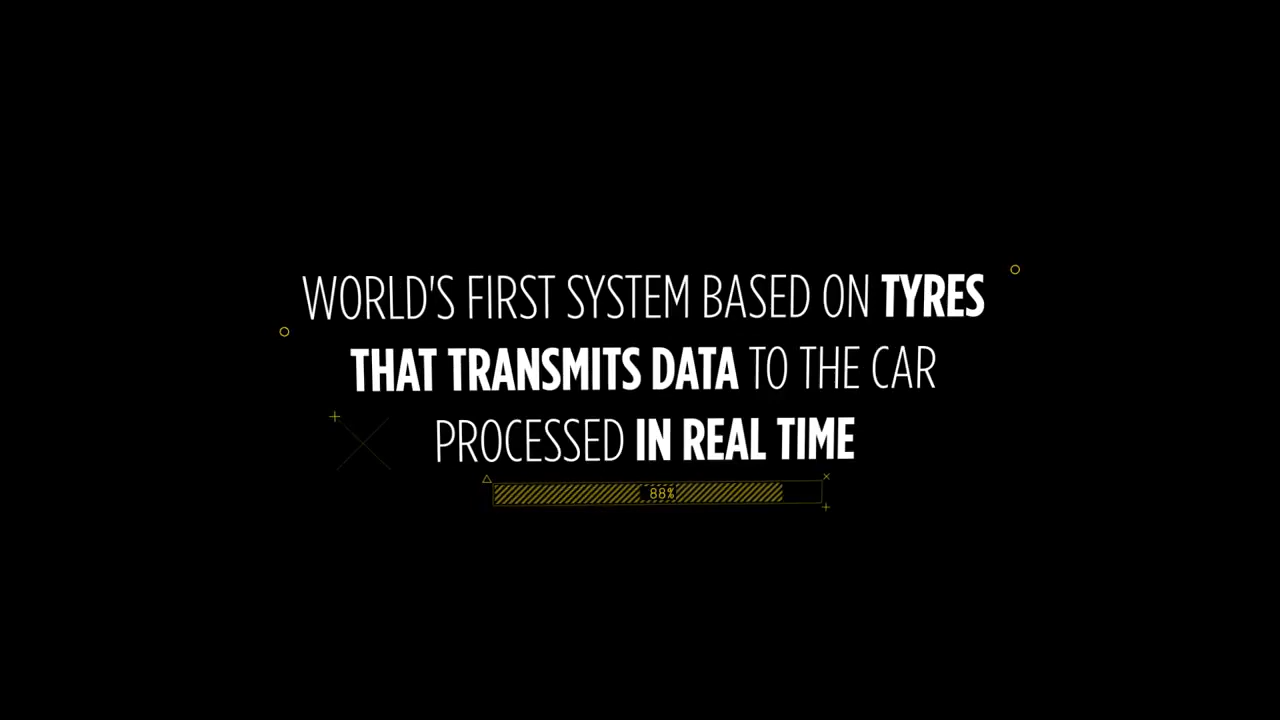 WORLD'S FIRST SYSTEM BASED ON TYRES
THAT TRANSMITS DATA TO THE CAR
PROCESSED IN REAL TIME
88%